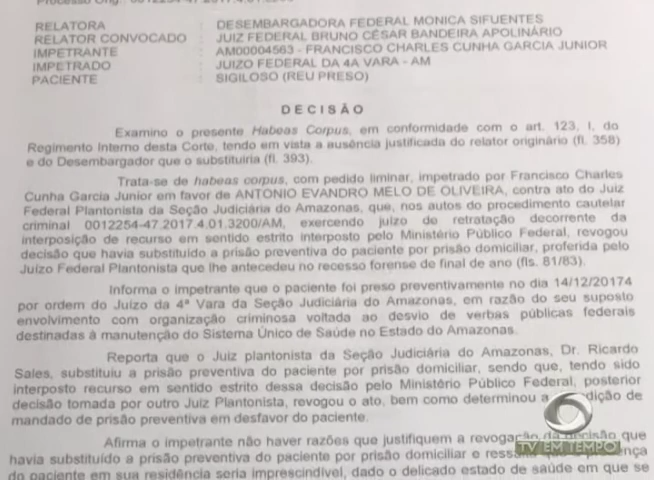 Processo Orig.: 0012254-47.2017.4.01.3200
RELATORA : DESEMBARGADORA FEDERAL MONICA SIFUENTES
RELATOR CONVOCADO : JUIZ FEDERAL BRUNO CÉSAR BANDEIRA APOLINÁRIO
IMPETRANTE : AM00004563 - FRANCISCO CHARLES CUNHA GARCIA JUNIOR
IMPETRADO : JUIZO FEDERAL DA 4A VARA - AM
PACIENTE : SIGILOSO (REU PRESO)
DECISÃO
Examino o presente Habeas Corpus, em conformidade com o art. 123, I, do
Regimento Interno desta Corte, tendo em vista a ausência justificada do relator originário (fl. 358)
e do Desembargador que o substituiria (fl. 393).
Trata-se de habeas corpus, com pedido liminar, impetrado por Francisco Charles
Cunha Garcia Junior em favor de ANTONIO EVANDRO MELO DE OLIVEIRA, contra ato do Juiz
Federal Plantonista da Seção Judiciária do Amazonas, que, nos autos do procedimento cautelar
criminal 0012254-47.2017.4.01.3200/AM, exercendo juízo de retratação decorrente da
interposição de recurso em sentido estrito interposto pelo Ministério Público Federal, revogou
decisão que havia substituído a prisão preventiva do paciente por prisão domiciliar, proferida pelo
Juízo Federal Plantonista que lhe antecedeu no recesso forense de final de ano (fls. 81/83).
Informa o impetrante que o paciente foi preso preventivamente no dia 14/12/20174
por ordem do Juízo da 4ª Vara da Seção Judiciária do Amazonas, em razão do seu suposto
envolvimento com organização criminosa voltada ao desvio de verbas públicas federais
destinadas à manutenção do Sistema Único de Saúde no Estado do Amazonas.
Reporta que o Juiz plantonista da Seção Judiciária do Amazonas, Dr. Ricardo
Sales, substituiu a prisão preventiva do paciente por prisão domiciliar, sendo que, tendo sido
interposto recurso em sentido estrito dessa decisão pelo Ministério Público Federal, posterior
decisão tomada por outro Juiz Plantonista, revogou o ato, bem como determinou a edição de
mandado de prisão preventiva em desfavor do paciente.
Afirma o impetrante não haver razões que justifiquem a revogação da decisão que
havia substituído a prisão preventiva do paciente por prisão domiciliar e
do paciente em sua residência seria imprescindível, dado o delicado estado de saúde em que se
TV EM TEMPO